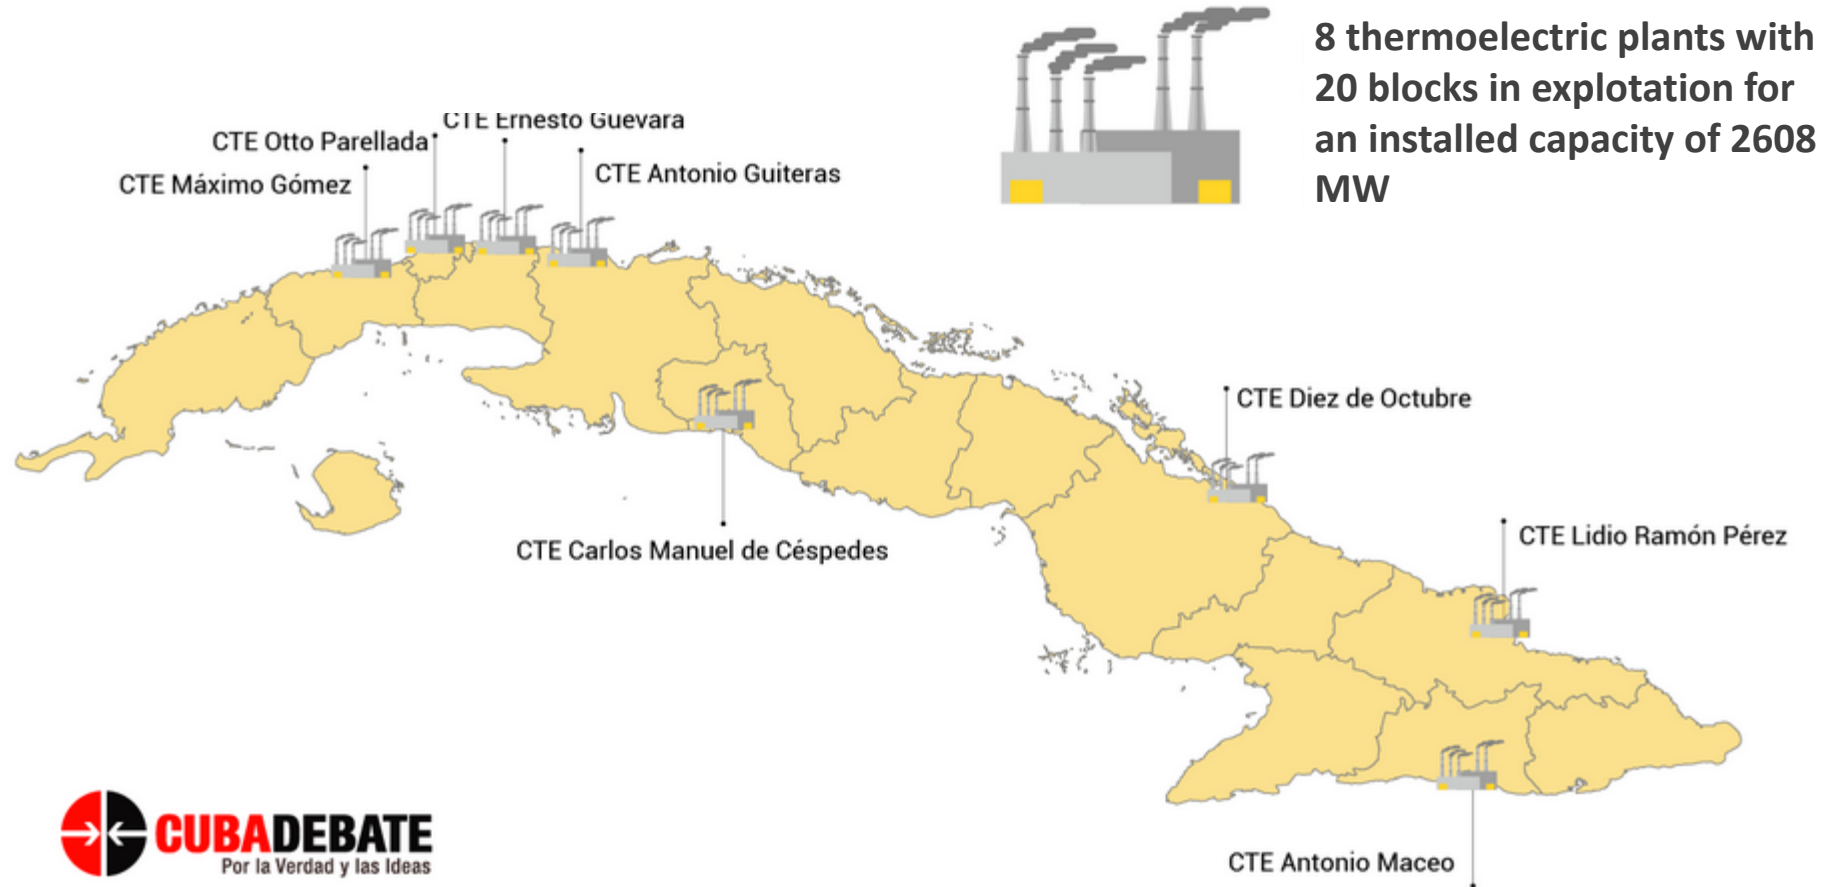 8 thermoelectric plants with
20 blocks in explotation for
an installed capacity of 2608
MW
CTE Ernesto Guevara
CTE Otto Parellada
CTE Antonio Guiteras
CTE Máximo Gómez
CTE Diez de Octubre
CTE Lidio Ramón Pérez
CTE Carlos Manuel de Céspedes
CTE Antonio Maceo
CUBADEBATE
Por la Verdad y las Ideas